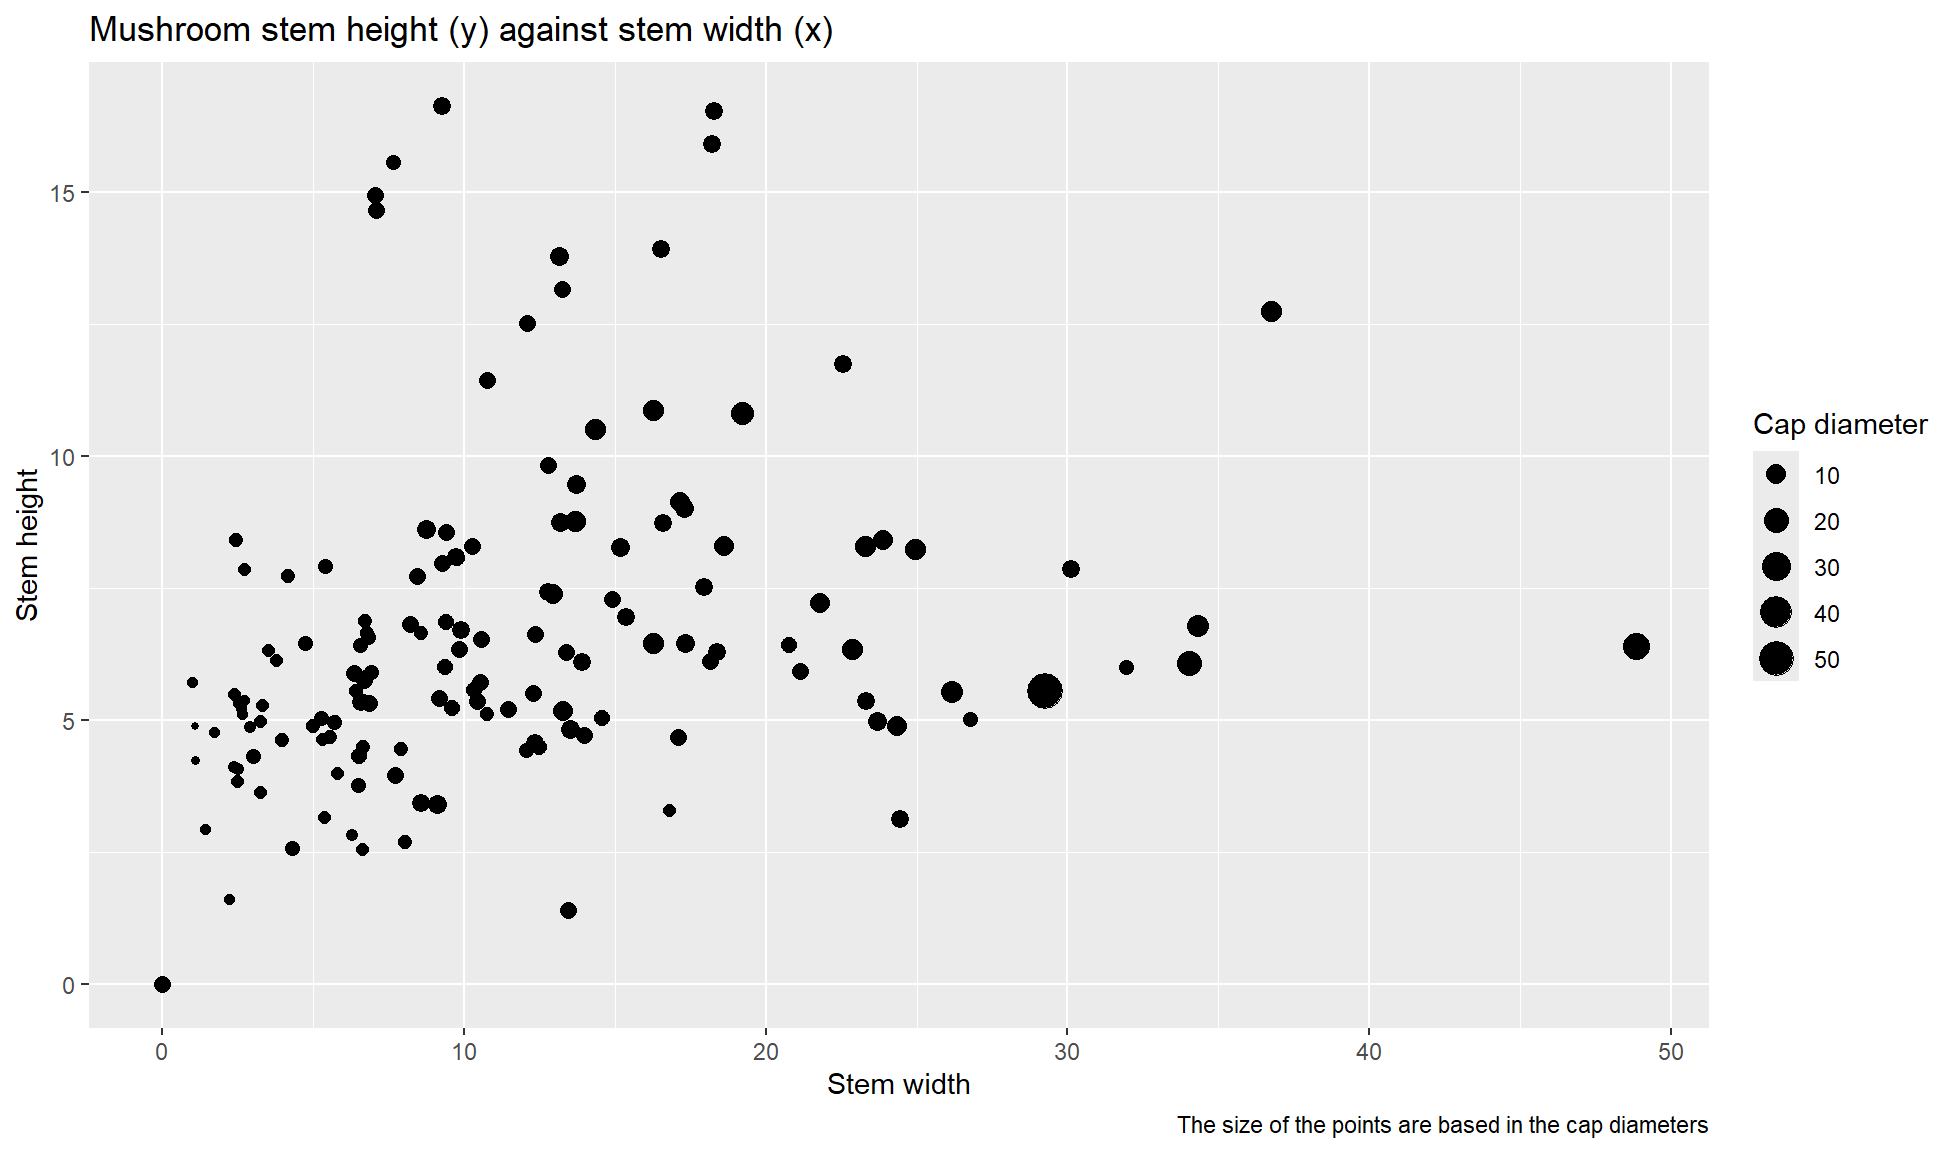 Mushroom stem height (y) against stem width (x)
15
10
5
0
Stem height
0 10 20 30 40 50
Stem width
Cap diameter
10
20
30
40
50
The size of the points are based in the cap diameters